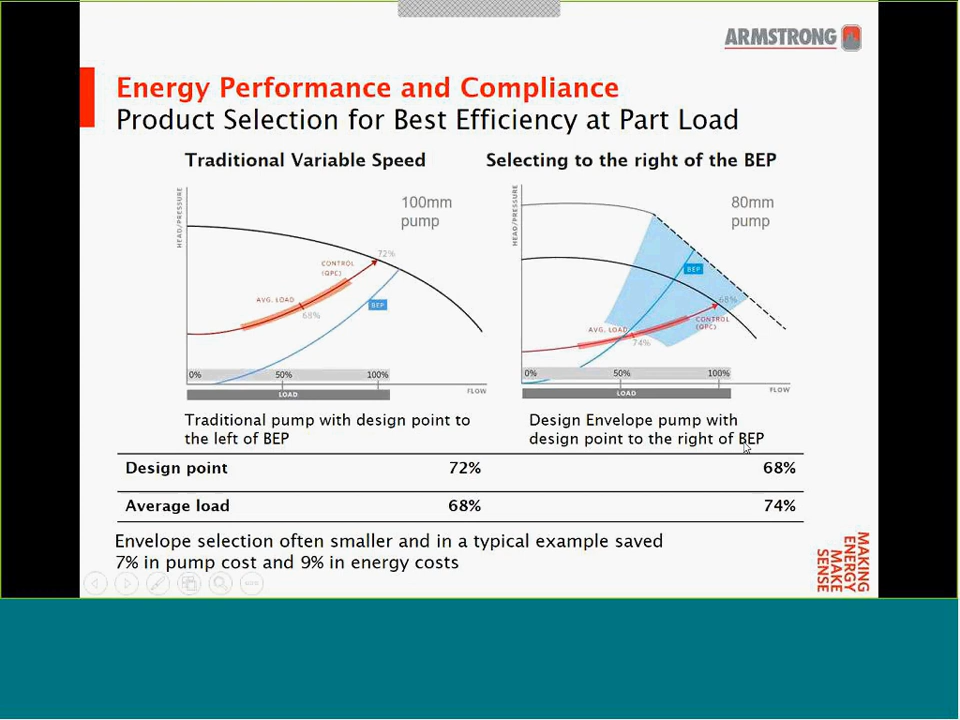 ARMSTRONG
Energy Performance and Compliance
Product Selection for Best Efficiency at Part Load
Traditional Variable Speed
HEAD/PRESSURE
100mm
pump
72%
CONTROL
(QPC)
AVG. LOAD
68%
BEP
0%
50%
100%
FLOW
LOAD
Traditional pump with design point to
the left of BEP
Selecting to the right of the BEP
HEAD/PRESSURE
80mm
pump
BEP
68%
CONTROL
(QPC)
AVG. LOAD
74%
0%
50%
100%
FLOW
LOAD
Design Envelope pump with
design point to the right of BEP
Design point 72% 68%
Average load 68% 74%
Envelope selection often smaller and in a typical example saved
7% in pump cost and 9% in energy costs
MAKING
ENERGY
MAKE
SENSE